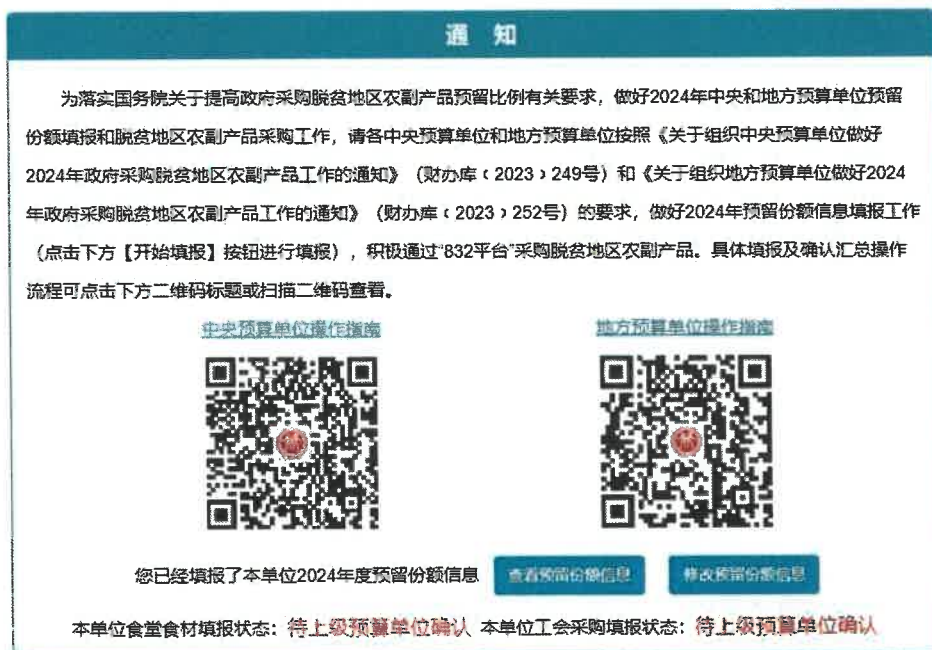 通 知
为落实国务院关于提高政府采购脱贫地区农副产品预留比例有关要求，做好2024年中央和地方预算单位预留
份额填报和脱贫地区农副产品采购工作，请各中央预算单位和地方预算单位按照《关于组织中央预算单位做好
2024年政府采购脱贫地区农副产品工作的通知》（财办库﹝2023﹞249号）和《关于组织地方预算单位做好2024
年政府采购脱贫地区农副产品工作的通知》（财办库﹝2023﹞252号）的要求，做好2024年预留份额信息填报工作
（点击下方【开始填报】按钮进行填报），积极通过“832平台”采购脱贫地区农副产品。具体填报及确认汇总操作
流程可点击下方二维码标题或扫描二维码查看。
中央预算单位操作指南 地方预算单位操作指南
您已经填报了本单位2024年度预留份额信息 查看预留份额信息 修改预留份额信息
本单位食堂食材填报状态：待上级预算单位确认 本单位工会采购填报状态：待上级预算单位确认